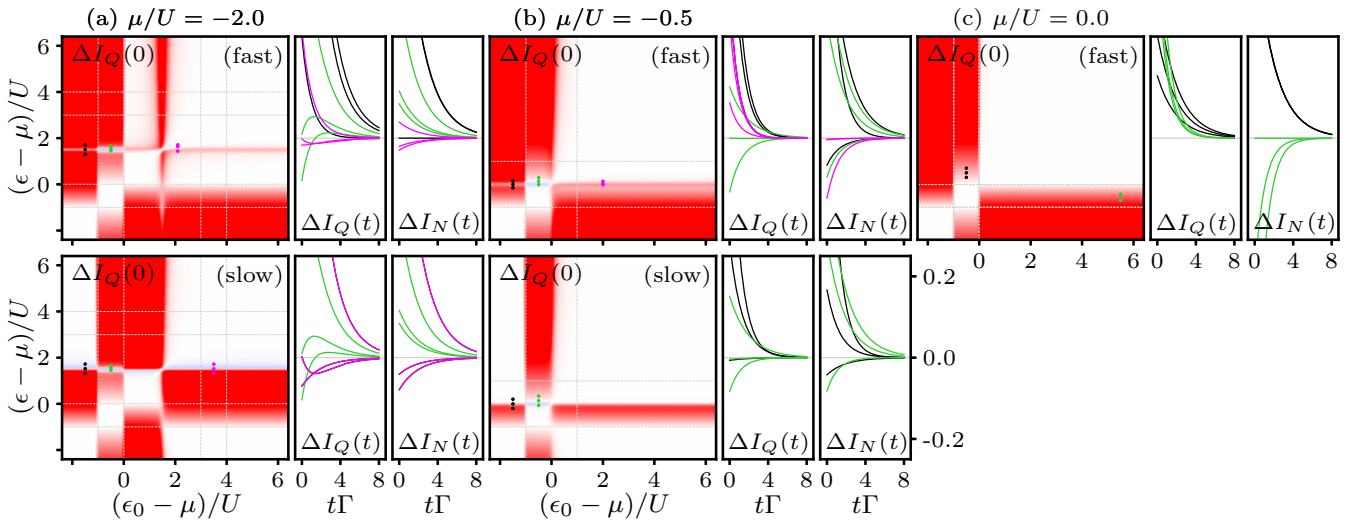 (a) μ/U = −2.0 (b) μ/U = −0.5 (c) μ/U = 0.0
ΔI_Q(0) (fast) ΔI_Q(t) ΔI_N(t)
ΔI_Q(0) (fast) ΔI_Q(t) ΔI_N(t)
ΔI_Q(0) (fast) ΔI_Q(t) ΔI_N(t)
(ϵ − μ)/U
6
4
2
0
0 2 4 6
0 4 8
0 4 8
ΔI_Q(0) (slow) ΔI_Q(t) ΔI_N(t)
ΔI_Q(0) (slow) ΔI_Q(t) ΔI_N(t)
(ϵ − μ)/U
6
4
2
0
0.2
0.0
-0.2
0 2 4 6
0 4 8
0 4 8
0 2 4 6
0 4 8
0 4 8
(ϵ₀ − μ)/U tΓ tΓ (ϵ₀ − μ)/U tΓ tΓ